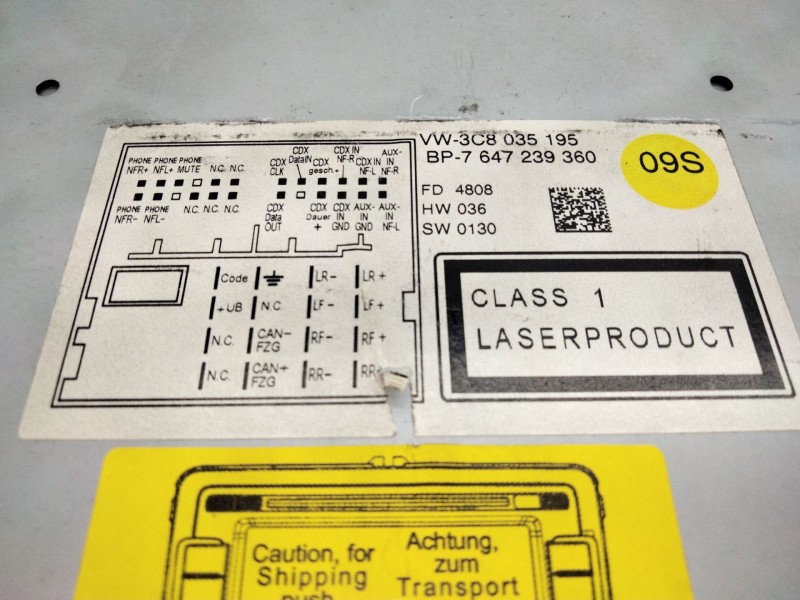 VW-3C8 035 195
BP-7 647 239 360
FD 4808
HW 036
SW 0130
09S
CLASS 1
LASERPRODUCT
PHONE PHONE PHONE
NFR+ NFL+ MUTE N.C. N.C.
PHONE PHONE N.C. N.C. N.C.
NFR- NFL-
CDX CLK
CDX DataIN
CDX gesch.+
CDX IN NF-R
CDX IN NF-L
AUX- IN NF-R
CDX Data OUT
CDX Dauer +
CDX IN GND
AUX- IN GND
AUX- IN NF-L
Code LR- LR+
+UB N.C. LF- LF+
N.C. CAN- FZG RF- RF+
N.C. CAN+ FZG RR- RR+
Caution, for
Shipping
push
Achtung,
zum
Transport